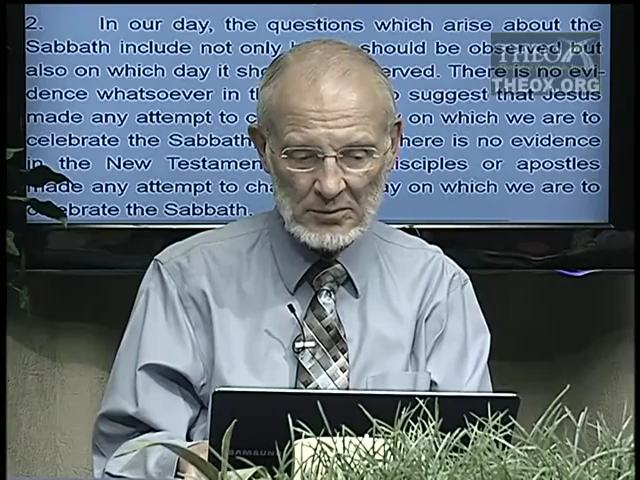 2. In our day, the questions which arise about the
Sabbath include not only should be observed but
also on which day it sh erved. There is no evi-
dence whatsoever in t o suggest that Jesus
made any attempt to c on which we are to
celebrate the Sabbath here is no evidence
in the New Testamen isciples or apostles
made any attempt to cha ay on which we are to
celebrate the Sabbath.
THEOX
THEOX.ORG
SAMSUNG